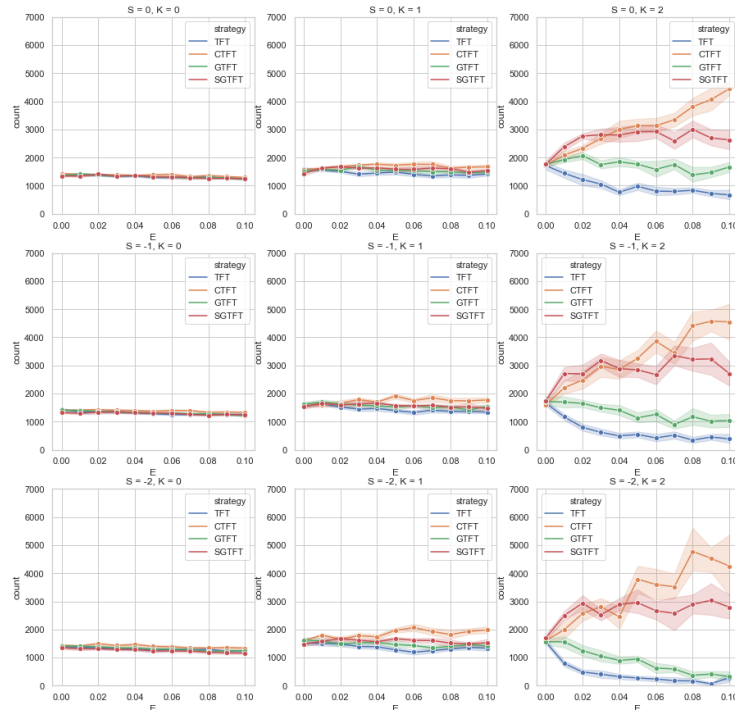 S = 0, K = 0
7000
6000
5000
4000
3000
2000
1000
0
count
0.00 0.02 0.04 0.06 0.08 0.10
E
strategy
TFT
CTFT
GTFT
SGTFT
S = 0, K = 1
7000
6000
5000
4000
3000
2000
1000
0
count
0.00 0.02 0.04 0.06 0.08 0.10
E
strategy
TFT
CTFT
GTFT
SGTFT
S = 0, K = 2
7000
6000
5000
4000
3000
2000
1000
0
count
0.00 0.02 0.04 0.06 0.08 0.10
E
strategy
TFT
CTFT
GTFT
SGTFT
S = -1, K = 0
7000
6000
5000
4000
3000
2000
1000
0
count
0.00 0.02 0.04 0.06 0.08 0.10
E
strategy
TFT
CTFT
GTFT
SGTFT
S = -1, K = 1
7000
6000
5000
4000
3000
2000
1000
0
count
0.00 0.02 0.04 0.06 0.08 0.10
E
strategy
TFT
CTFT
GTFT
SGTFT
S = -1, K = 2
7000
6000
5000
4000
3000
2000
1000
0
count
0.00 0.02 0.04 0.06 0.08 0.10
E
strategy
TFT
CTFT
GTFT
SGTFT
S = -2, K = 0
7000
6000
5000
4000
3000
2000
1000
0
count
0.00 0.02 0.04 0.06 0.08 0.10
E
strategy
TFT
CTFT
GTFT
SGTFT
S = -2, K = 1
7000
6000
5000
4000
3000
2000
1000
0
count
0.00 0.02 0.04 0.06 0.08 0.10
E
strategy
TFT
CTFT
GTFT
SGTFT
S = -2, K = 2
7000
6000
5000
4000
3000
2000
1000
0
count
0.00 0.02 0.04 0.06 0.08 0.10
E
strategy
TFT
CTFT
GTFT
SGTFT